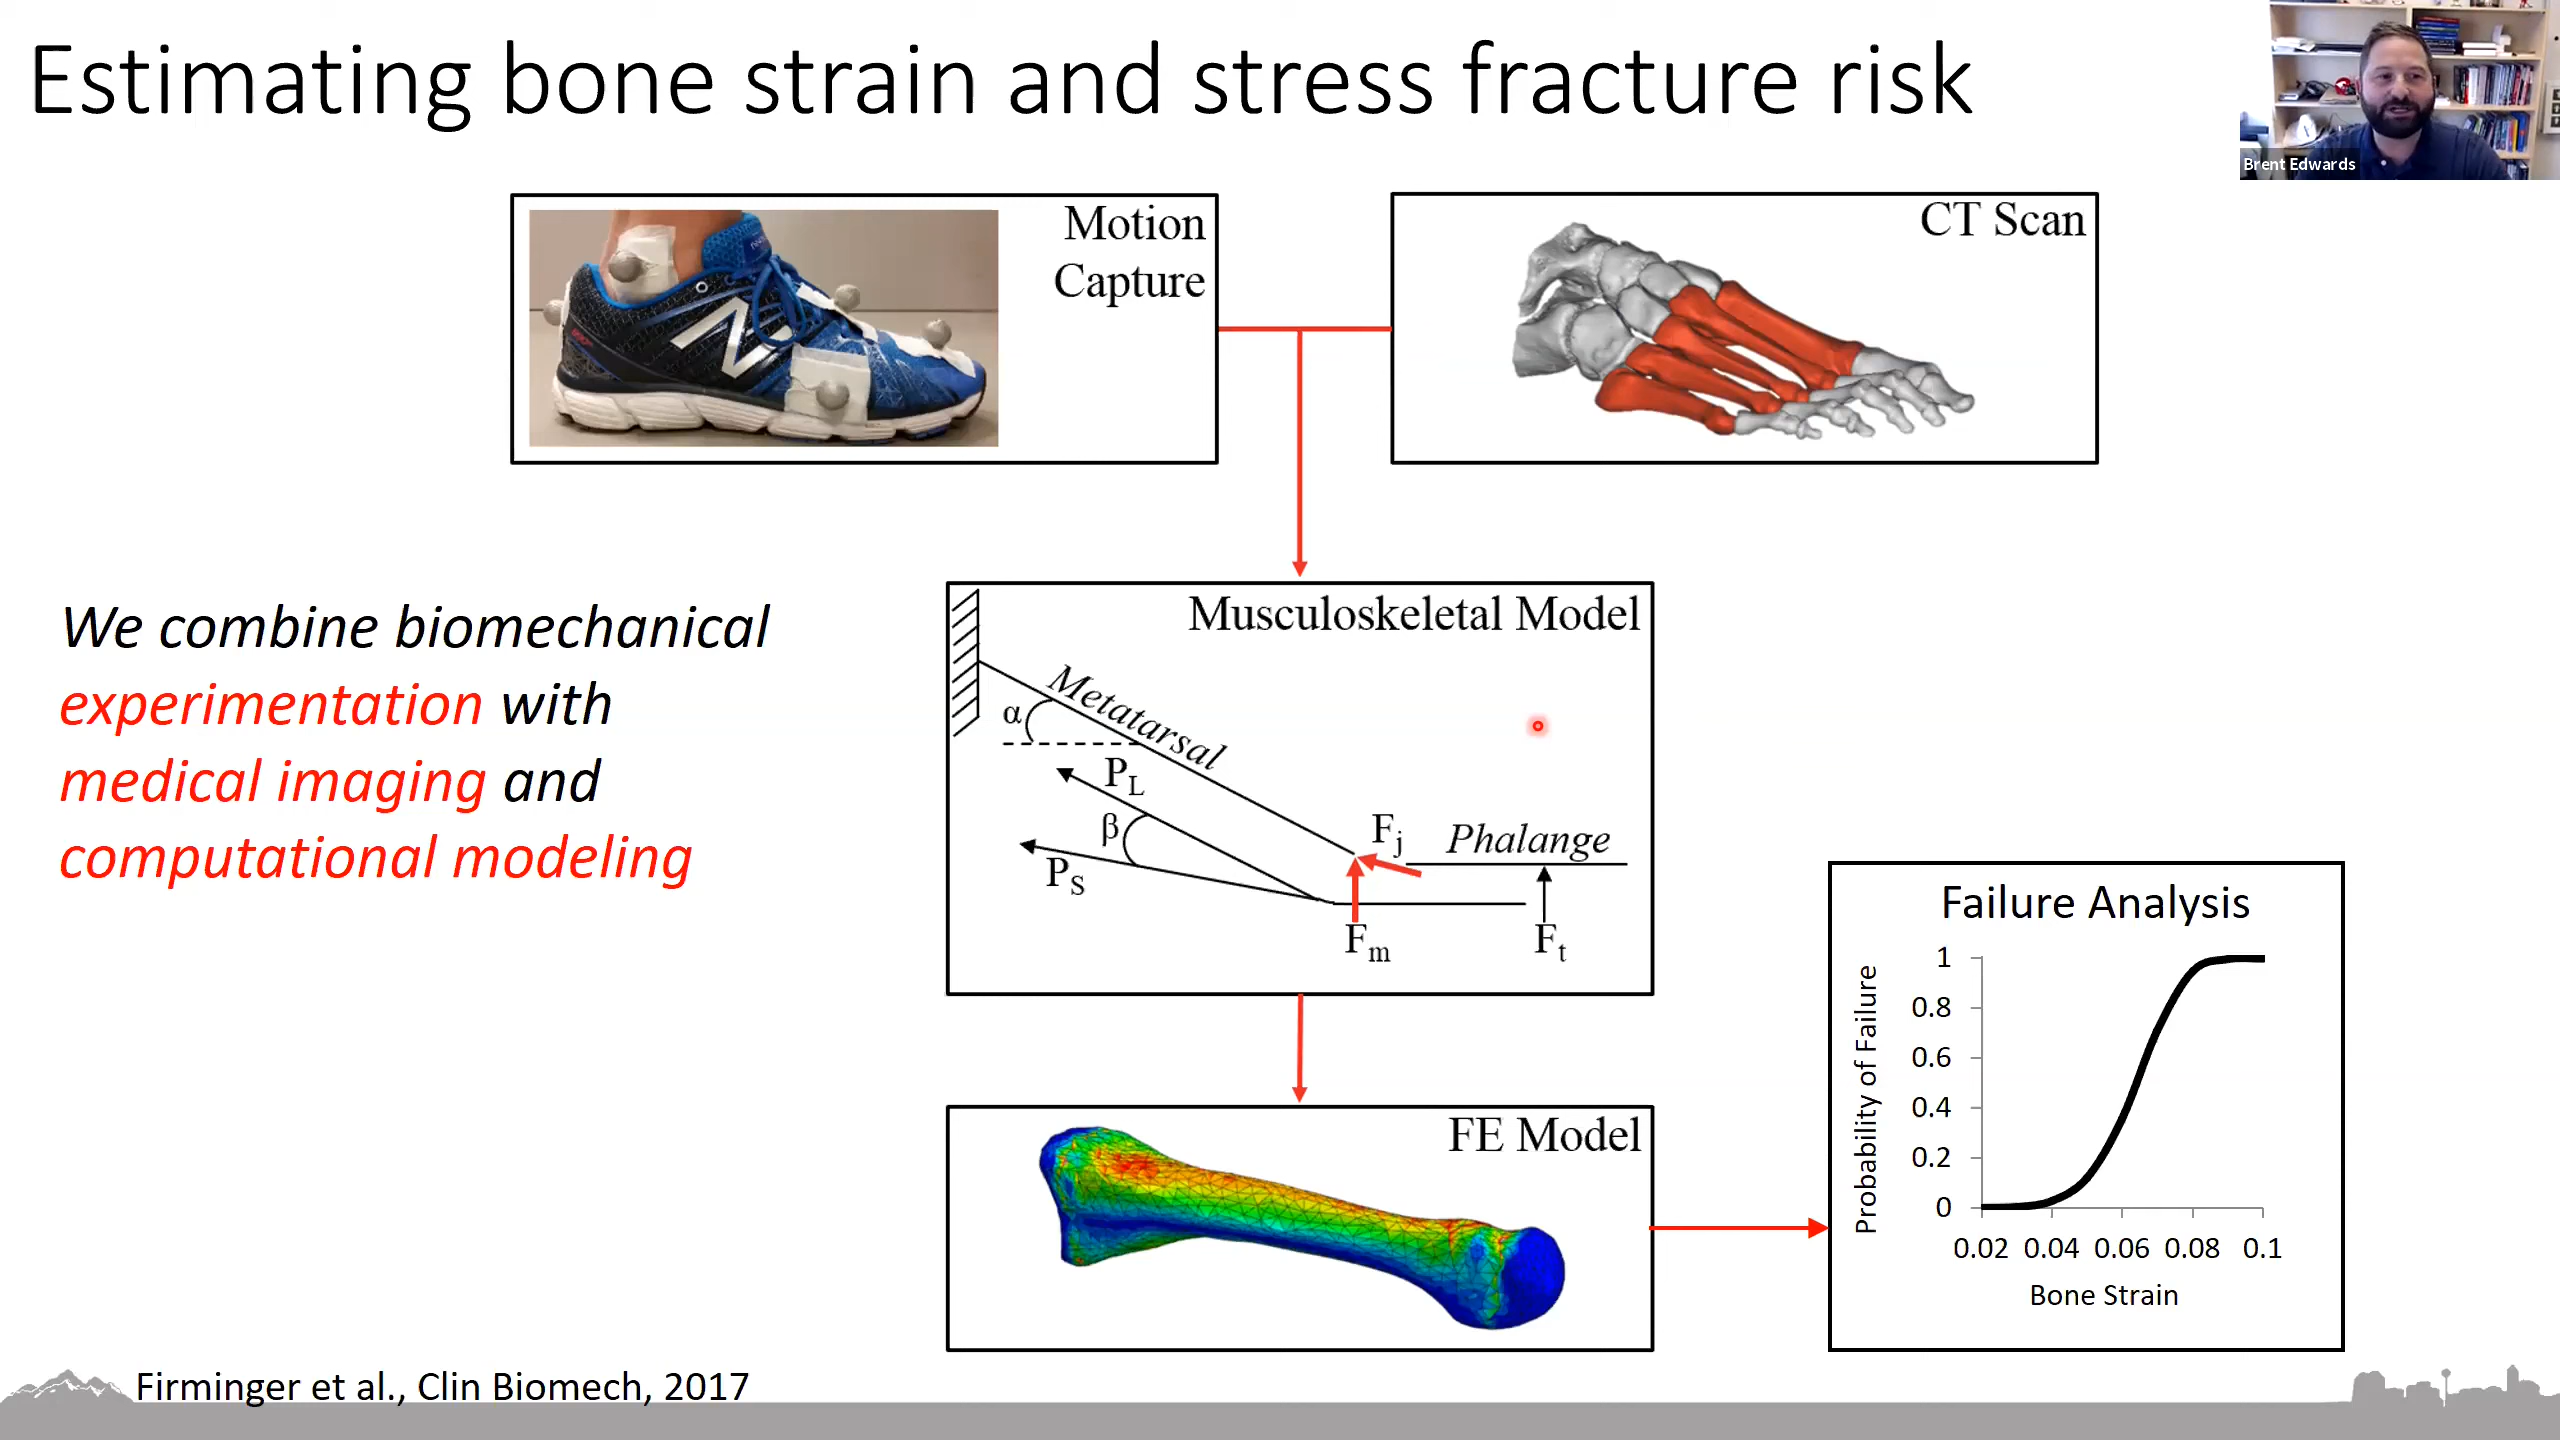 Estimating bone strain and stress fracture risk
Brent Edwards
Motion
Capture
CT Scan
We combine biomechanical
experimentation with
medical imaging and
computational modeling
Musculoskeletal Model
Metatarsal
α
P_L
β
P_S
F_j
Phalange
F_m
F_t
FE Model
Failure Analysis
Probability of Failure
1
0.8
0.6
0.4
0.2
0
0.02 0.04 0.06 0.08 0.1
Bone Strain
Firminger et al., Clin Biomech, 2017